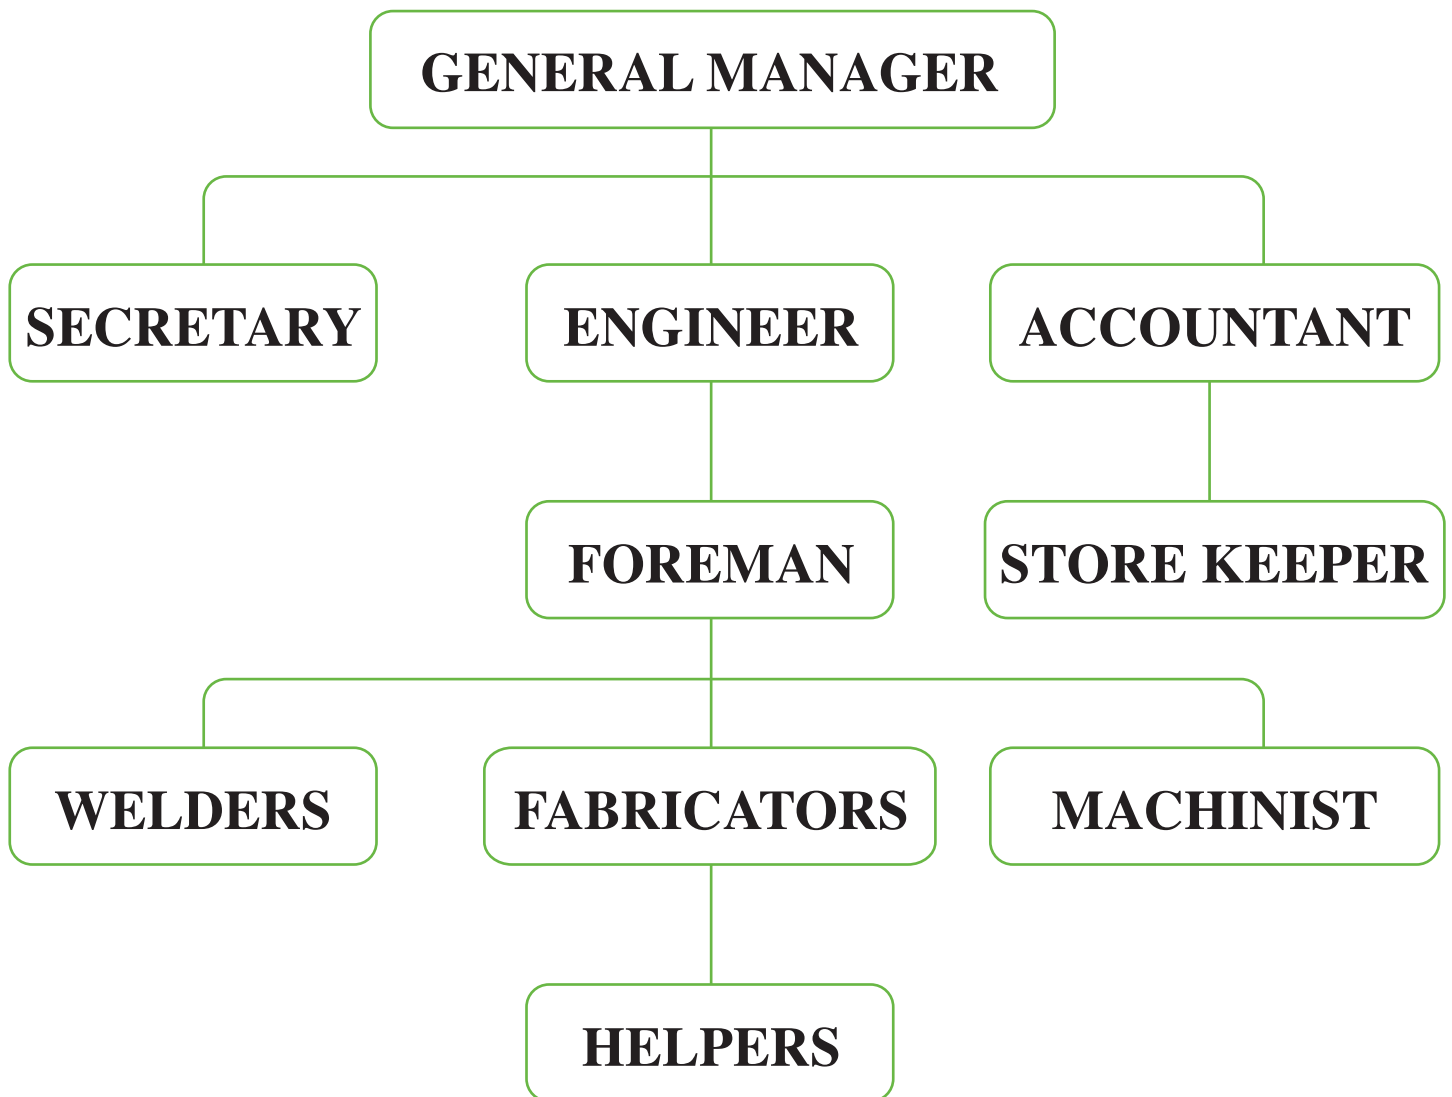 GENERAL MANAGER
SECRETARY
ENGINEER
ACCOUNTANT
FOREMAN
STORE KEEPER
WELDERS
FABRICATORS
MACHINIST
HELPERS